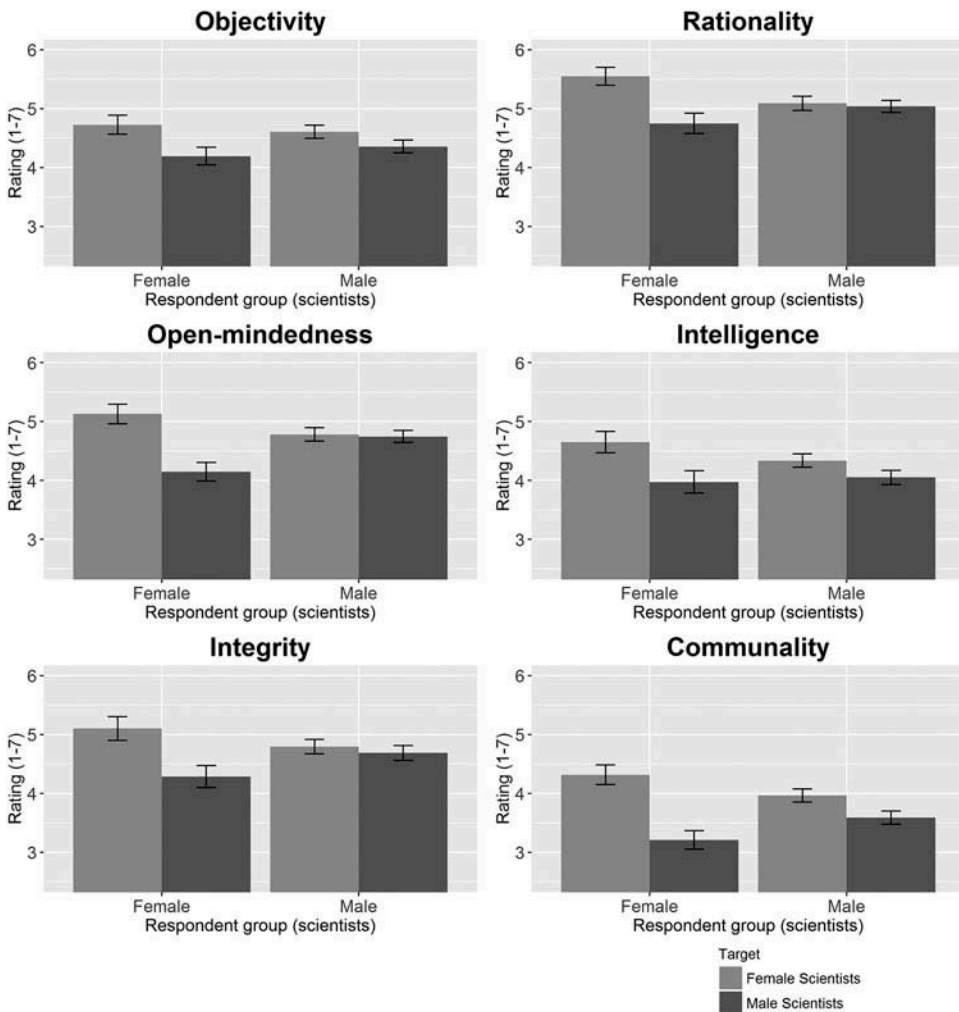 Objectivity
6
5
4
3
Rating (1-7)
Female
Male
Respondent group (scientists)
Rationality
6
5
4
3
Rating (1-7)
Female
Male
Respondent group (scientists)
Open-mindedness
6
5
4
3
Rating (1-7)
Female
Male
Respondent group (scientists)
Intelligence
6
5
4
3
Rating (1-7)
Female
Male
Respondent group (scientists)
Integrity
6
5
4
3
Rating (1-7)
Female
Male
Respondent group (scientists)
Communality
6
5
4
3
Rating (1-7)
Female
Male
Respondent group (scientists)
Target
Female Scientists
Male Scientists